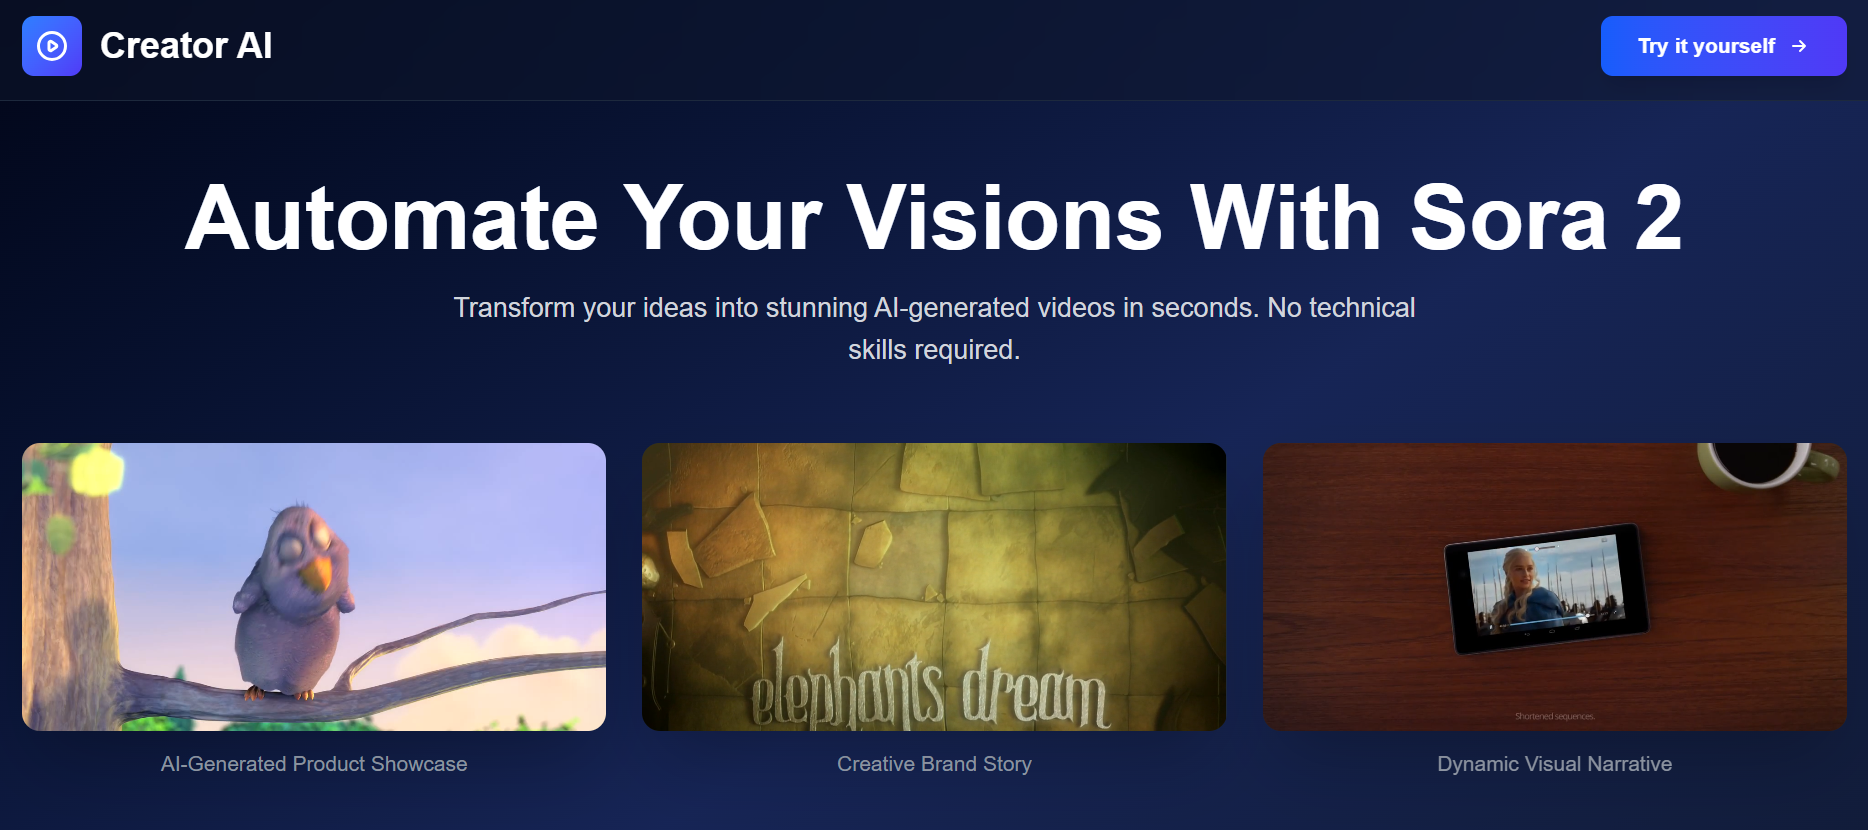 Creator AI
Try it yourself
Automate Your Visions With Sora 2
Transform your ideas into stunning AI-generated videos in seconds. No technical
skills required.
elephants dream
Shortened sequences.
AI-Generated Product Showcase
Creative Brand Story
Dynamic Visual Narrative